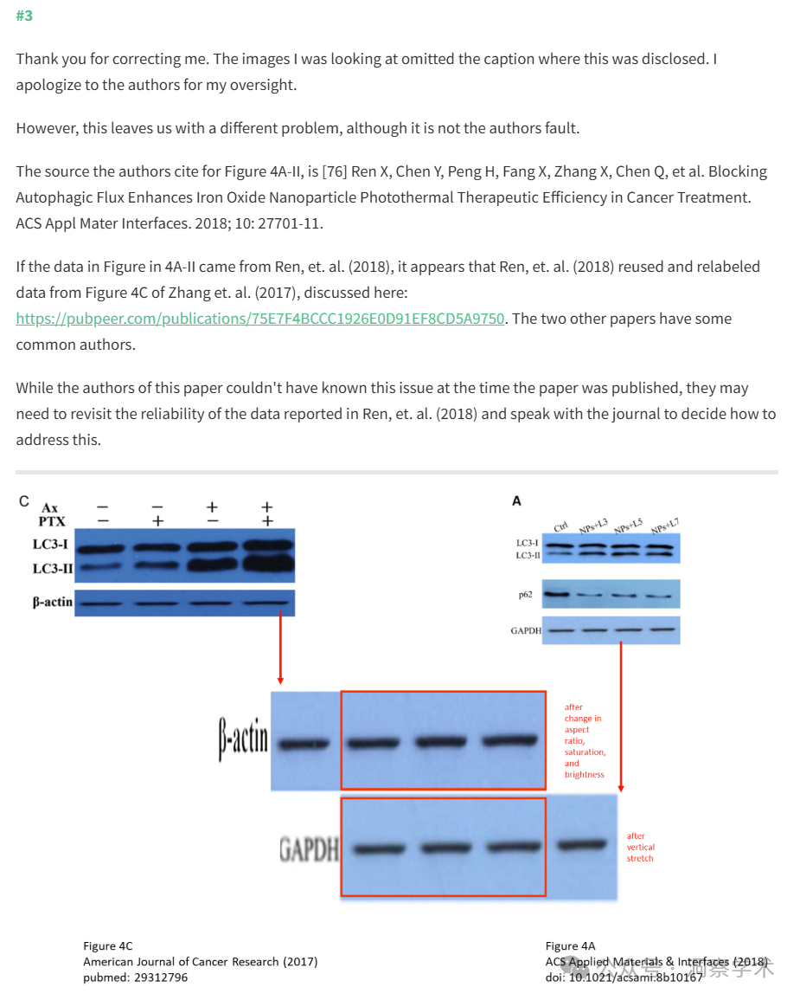 #3
Thank you for correcting me. The images I was looking at omitted the caption where this was disclosed. I
apologize to the authors for my oversight.
However, this leaves us with a different problem, although it is not the authors fault.
The source the authors cite for Figure 4A-II, is [76] Ren X, Chen Y, Peng H, Fang X, Zhang X, Chen Q, et al. Blocking
Autophagic Flux Enhances Iron Oxide Nanoparticle Photothermal Therapeutic Efficiency in Cancer Treatment.
ACS Appl Mater Interfaces. 2018; 10: 27701-11.
If the data in Figure in 4A-II came from Ren, et. al. (2018), it appears that Ren, et. al. (2018) reused and relabeled
data from Figure 4C of Zhang et. al. (2017), discussed here:
https://pubpeer.com/publications/75E7F4BCCC1926E0D91EF8CD5A9750. The two other papers have some
common authors.
While the authors of this paper couldn't have known this issue at the time the paper was published, they may
need to revisit the reliability of the data reported in Ren, et. al. (2018) and speak with the journal to decide how to
address this.
C
Ax − − + +
PTX − + − +
LC3-I
LC3-II
β-actin
A
Ctrl NPs+L3 NPs+L5 NPs+L7
LC3-I
LC3-II
p62
GAPDH
β-actin
after
change in
aspect
ratio,
saturation,
and
brightness
GAPDH
after
vertical
stretch
Figure 4C
American Journal of Cancer Research (2017)
pubmed: 29312796
Figure 4A
ACS Applied Materials & Interfaces (2018)
doi: 10.1021/acsami:8b10167
公众号 · 洞察学术